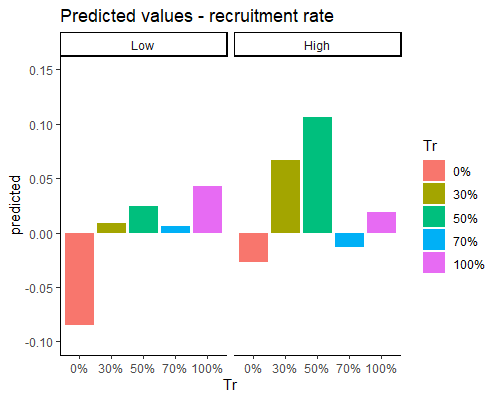 Predicted values - recruitment rate
Low
High
0.15
0.10
0.05
0.00
-0.05
-0.10
predicted
0% 30% 50% 70% 100%
0% 30% 50% 70% 100%
Tr
Tr
0%
30%
50%
70%
100%